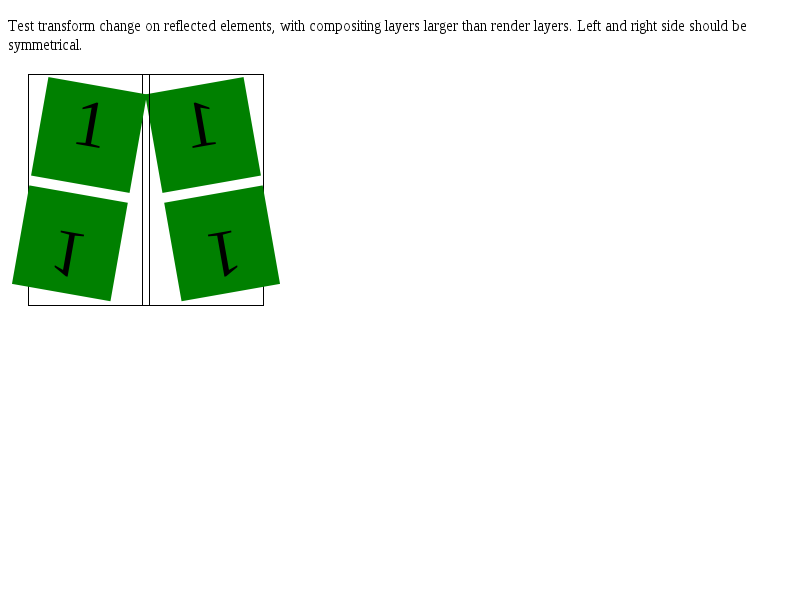 Test transform change on reflected elements, with compositing layers larger than render layers. Left and right side should be
symmetrical.
1 1
1 1